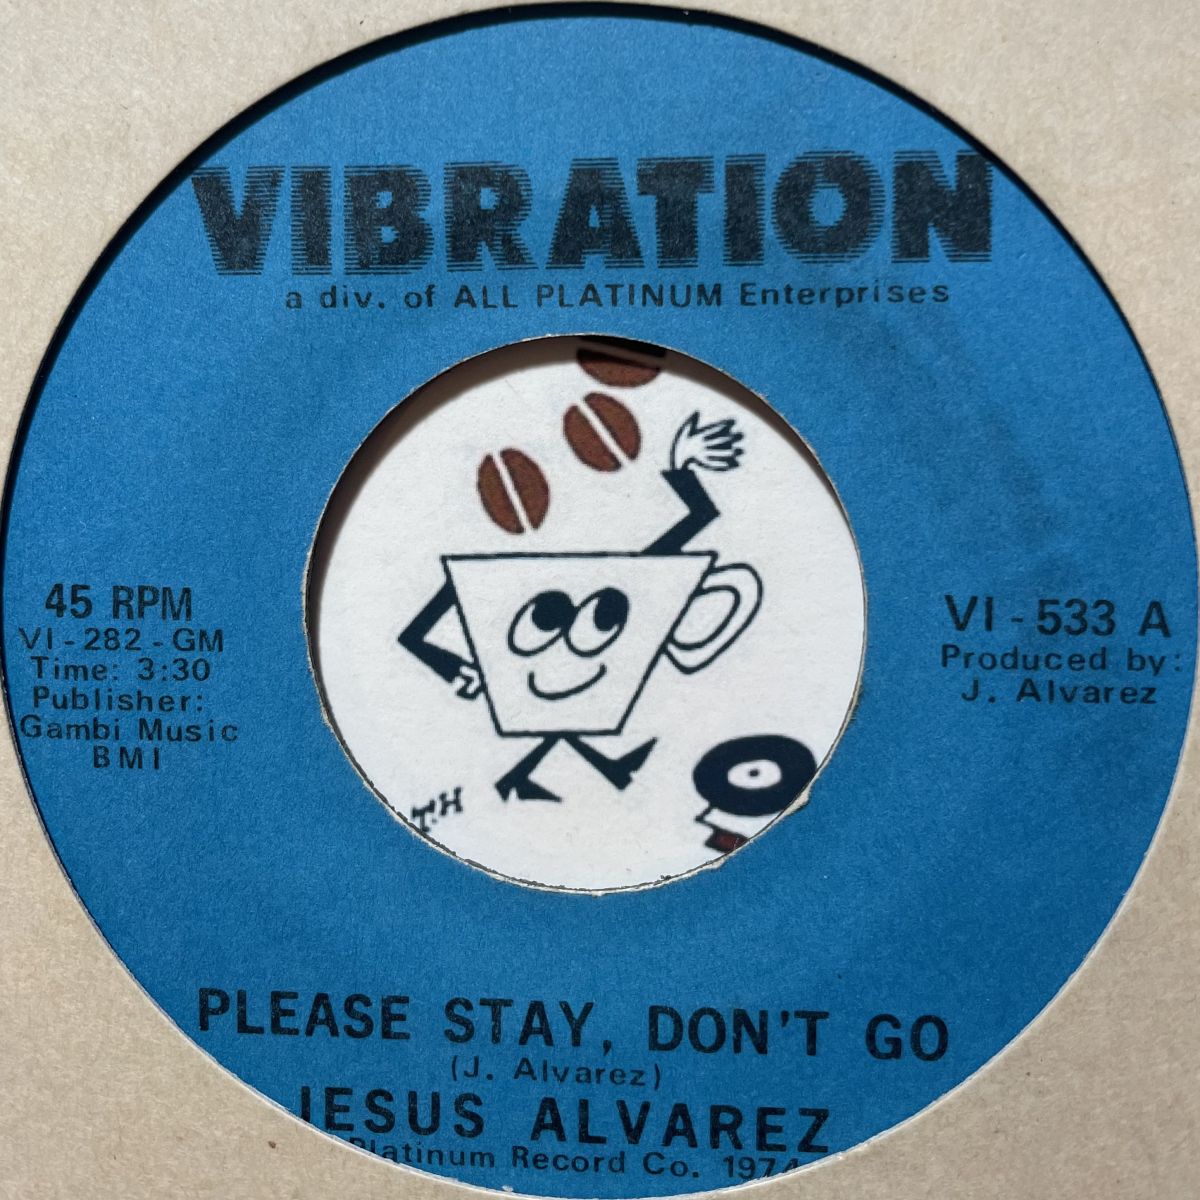 VIBRATION
a div. of ALL PLATINUM Enterprises
45 RPM
VI-282-GM
Time: 3:30
Publisher:
Gambi Music
BMI
VI-533 A
Produced by:
J. Alvarez
T.H.
PLEASE STAY, DON'T GO
(J. Alvarez)
JESUS ALVAREZ
Platinum Record Co. 1974